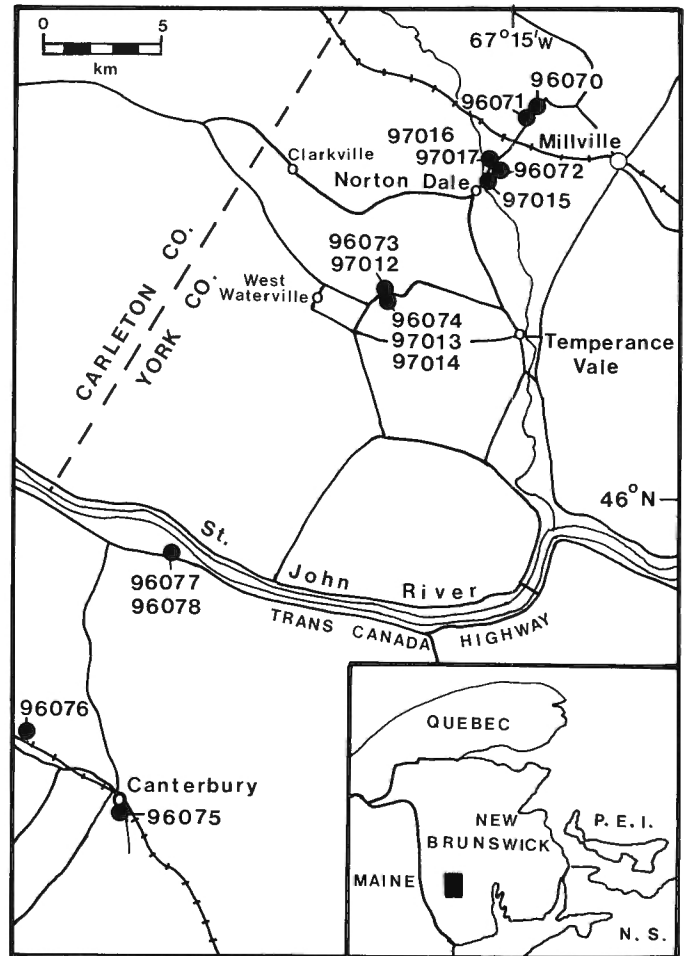 0 5
km
67°15'W
96070
96071
Millville
97016
97017
Clarkville
96072
Norton Dale
97015
96073
97012
West
Waterville
CARLETON CO.
YORK CO.
96074
97013
97014
Temperance
Vale
46°N
St. John River
96077
96078
TRANS CANADA HIGHWAY
96076
Canterbury
96075
QUEBEC
NEW
BRUNSWICK
P.E.I.
MAINE
N.S.